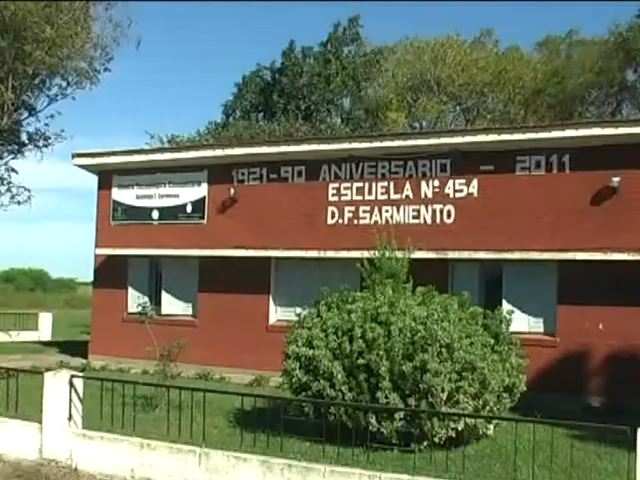 1921-90 ANIVERSARIO - 2011
ESCUELA Nº 454
D.F. SARMIENTO